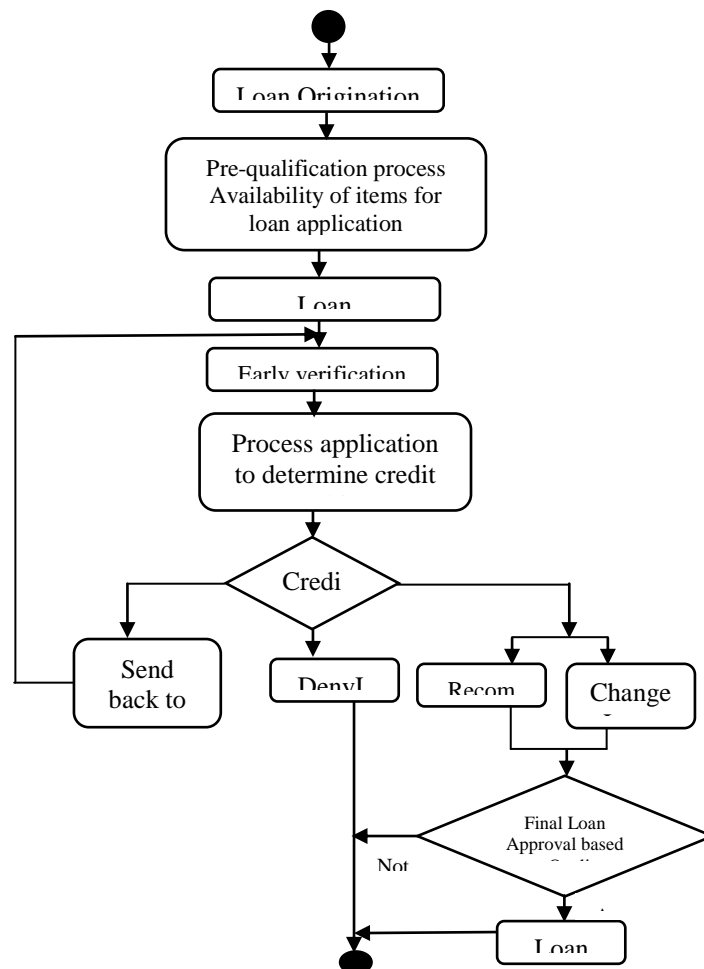 Loan Origination
Pre-qualification process
Availability of items for
loan application
Loan
Early verification
Process application
to determine credit
Credi
Send
back to
DenyL
Recom
Change
Final Loan
Approval based
Not
Loan